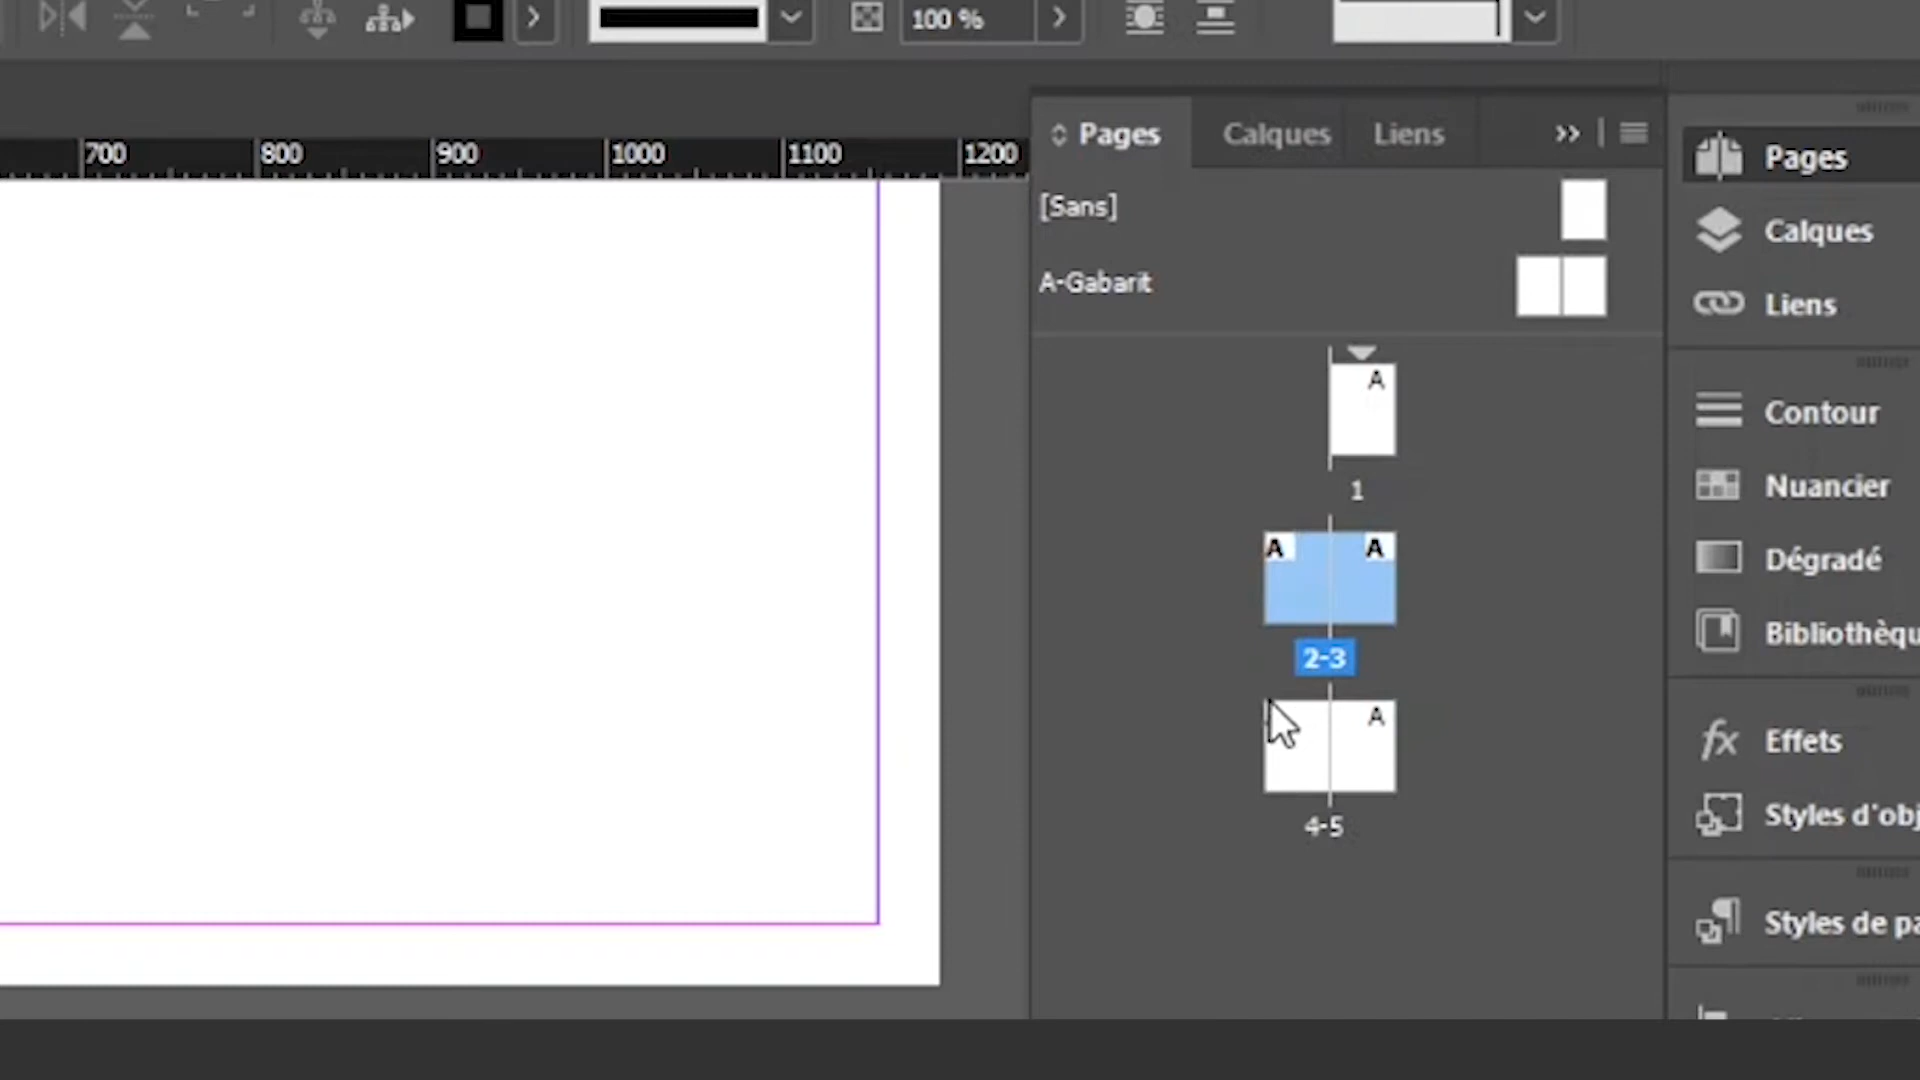 100 %
700 800 900 1000 1100 1200
Pages Calques Liens
[Sans]
A-Gabarit
A
1
A A
2-3
A
4-5
Pages
Calques
Liens
Contour
Nuancier
Dégradé
Bibliothèqu
fx Effets
Styles d'obj
Styles de pa